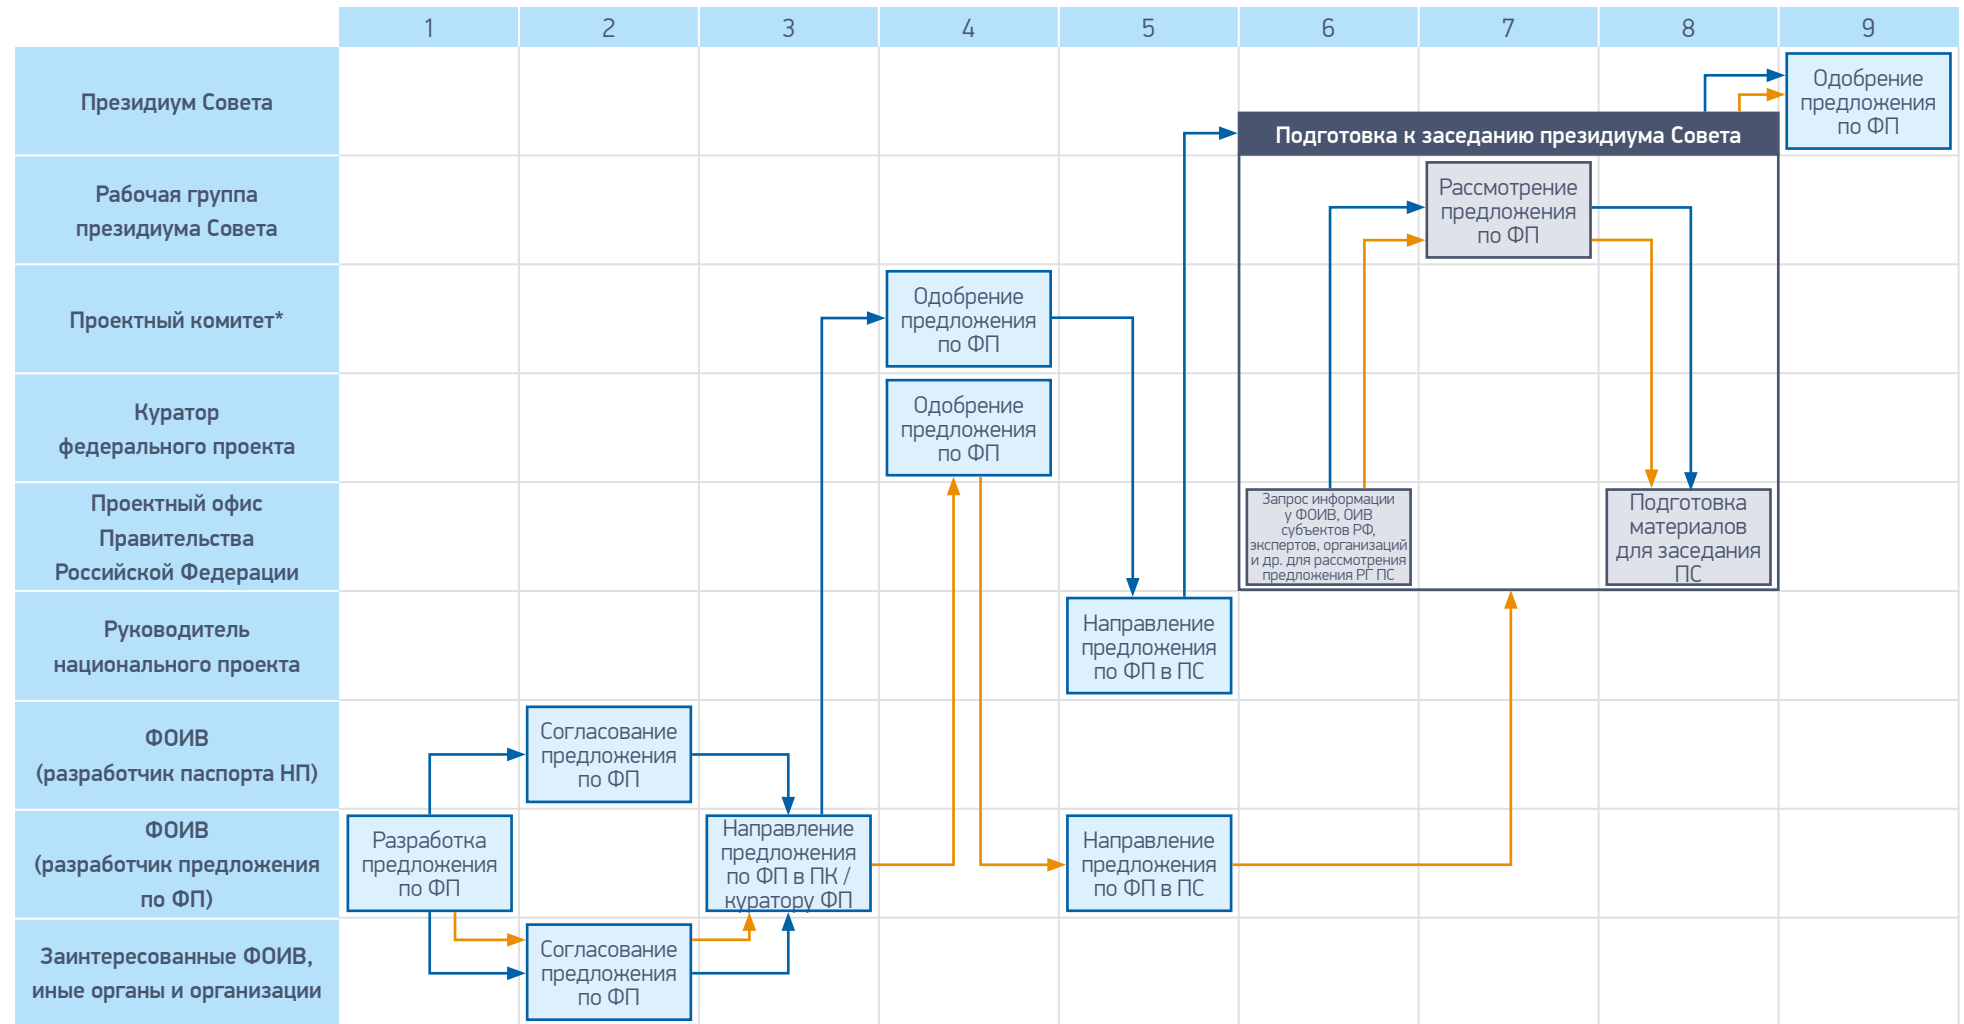 1 2 3 4 5 6 7 8 9
Президиум Совета
Одобрение
предложения
по ФП
Подготовка к заседанию президиума Совета
Рабочая группа
президиума Совета
Рассмотрение
предложения
по ФП
Проектный комитет*
Одобрение
предложения
по ФП
Куратор
федерального проекта
Одобрение
предложения
по ФП
Проектный офис
Правительства
Российской Федерации
Запрос информации
у ФОИВ, ОИВ
субъектов РФ,
экспертов, организаций
и др. для рассмотрения
предложения РГ ПС
Подготовка
материалов
для заседания
ПС
Руководитель
национального проекта
Направление
предложения
по ФП в ПС
ФОИВ
(разработчик паспорта НП)
Согласование
предложения
по ФП
ФОИВ
(разработчик предложения
по ФП)
Разработка
предложения
по ФП
Направление
предложения
по ФП в ПК /
куратору ФП
Направление
предложения
по ФП в ПС
Заинтересованные ФОИВ,
иные органы и организации
Согласование
предложения
по ФП